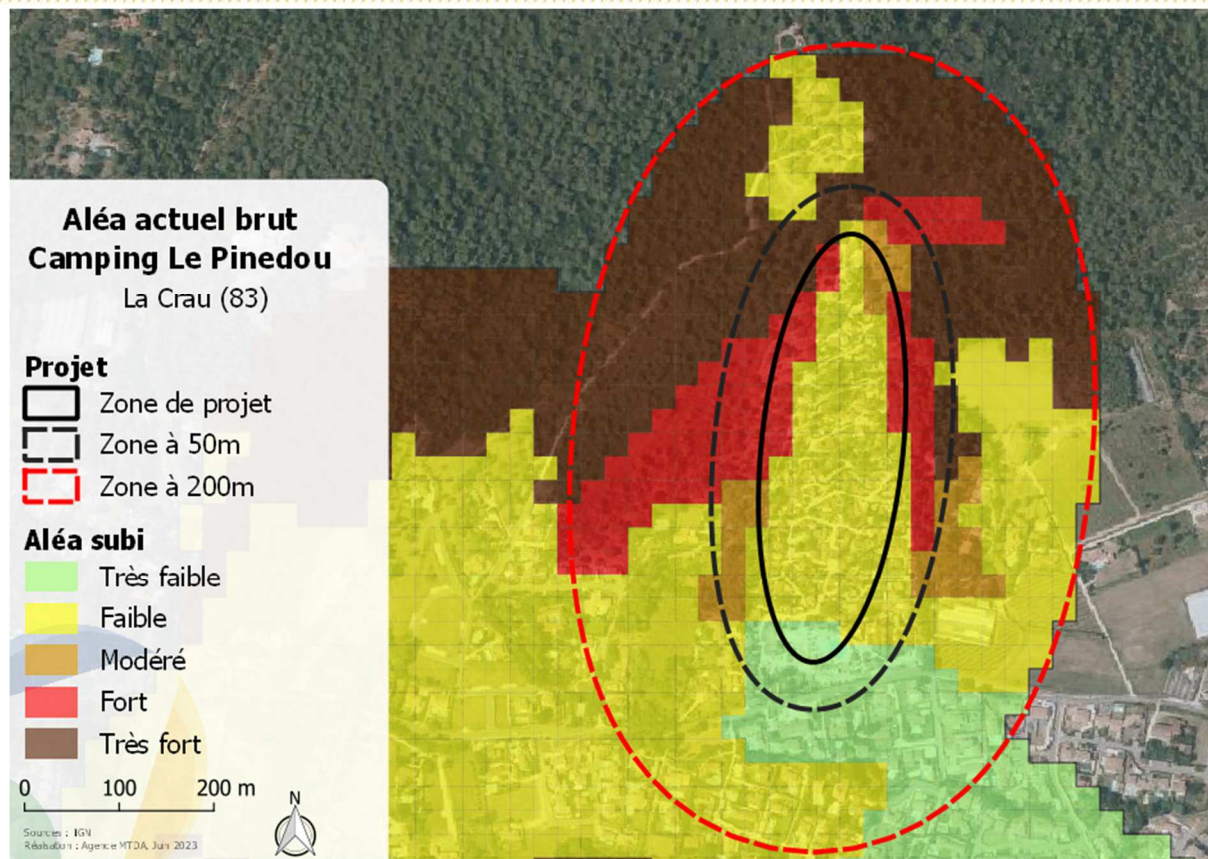 Aléa actuel brut
Camping Le Pinedou
La Crau (83)
Projet
Zone de projet
Zone à 50m
Zone à 200m
Aléa subi
Très faible
Faible
Modéré
Fort
Très fort
0 100 200 m
N
Sources : IGN
Réalisation : Agence MTDA, Juin 2023